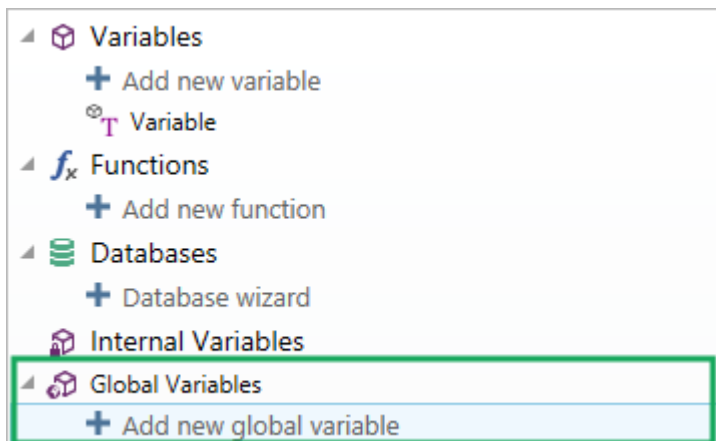 Variables
Add new variable
T Variable
fx Functions
Add new function
Databases
Database wizard
Internal Variables
Global Variables
Add new global variable